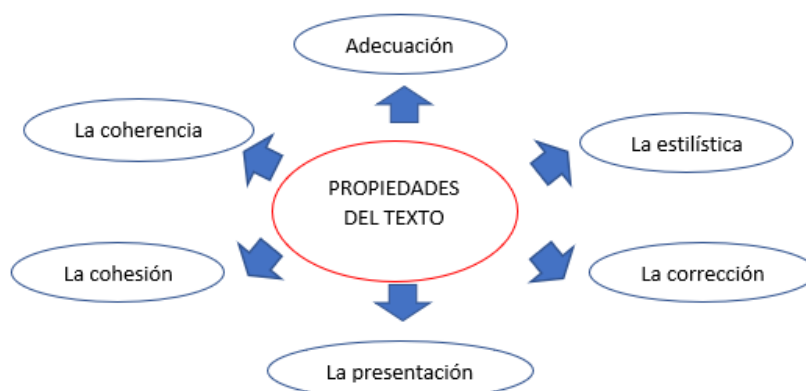 Adecuación
La coherencia
La estilística
PROPIEDADES
DEL TEXTO
La cohesión
La corrección
La presentación